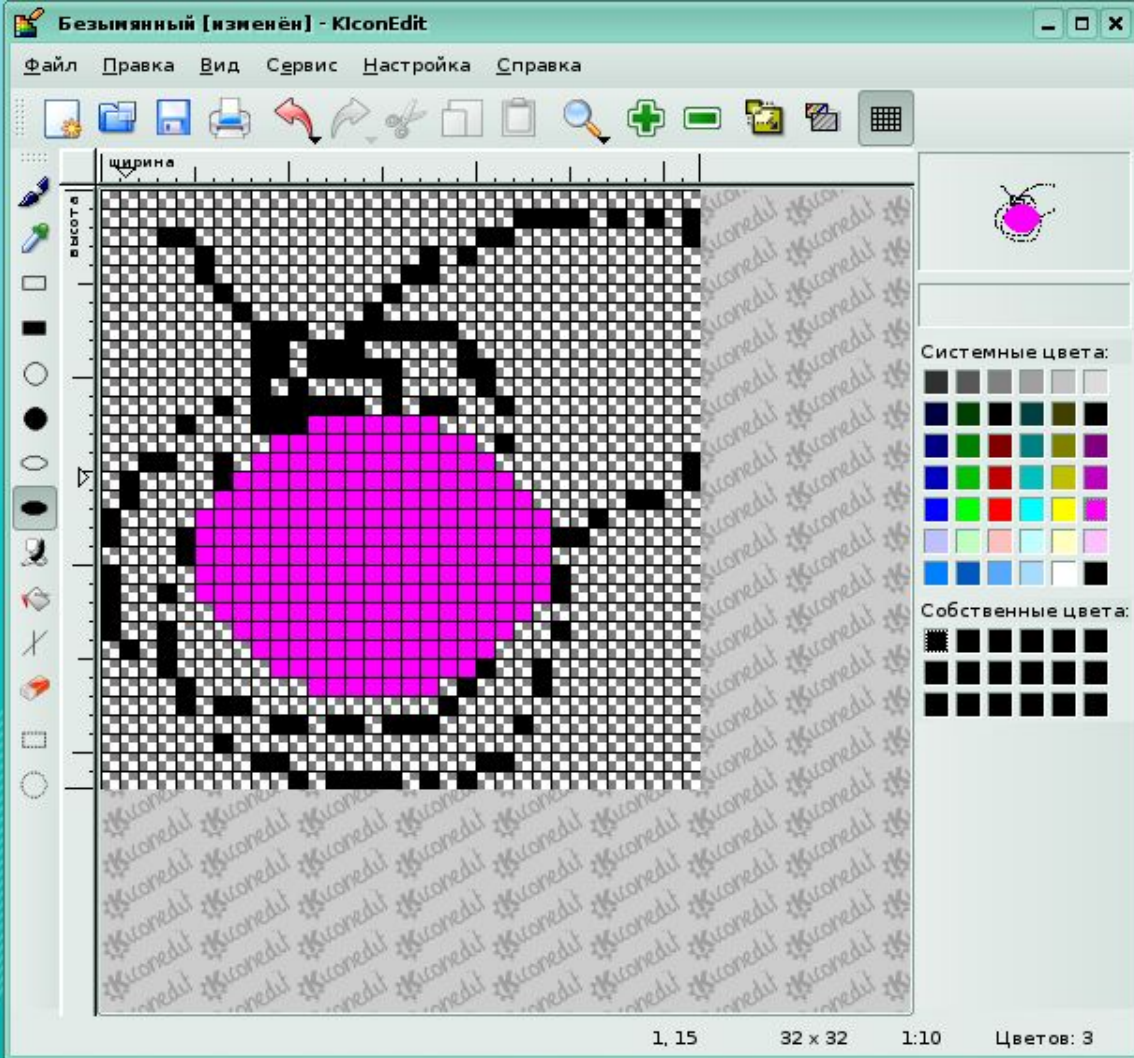 Безымянный [изменён] - KIconEdit
Файл Правка Вид Сервис Настройка Справка
ширина
высота
Системные цвета:
Собственные цвета:
Kiconedit
1, 15 32 x 32 1:10 Цветов: 3